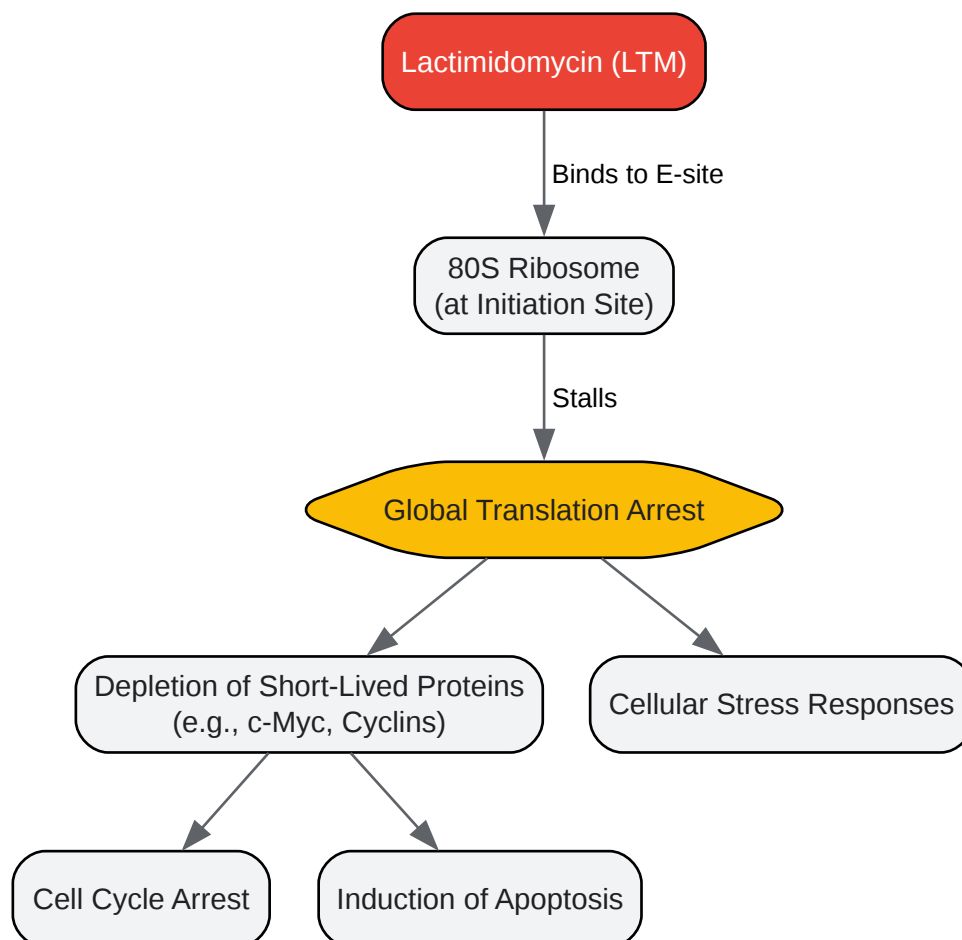 Lactimidomycin (LTM)
Binds to E-site
80S Ribosome
(at Initiation Site)
Stalls
Global Translation Arrest
Depletion of Short-Lived Proteins
(e.g., c-Myc, Cyclins)
Cellular Stress Responses
Cell Cycle Arrest
Induction of Apoptosis